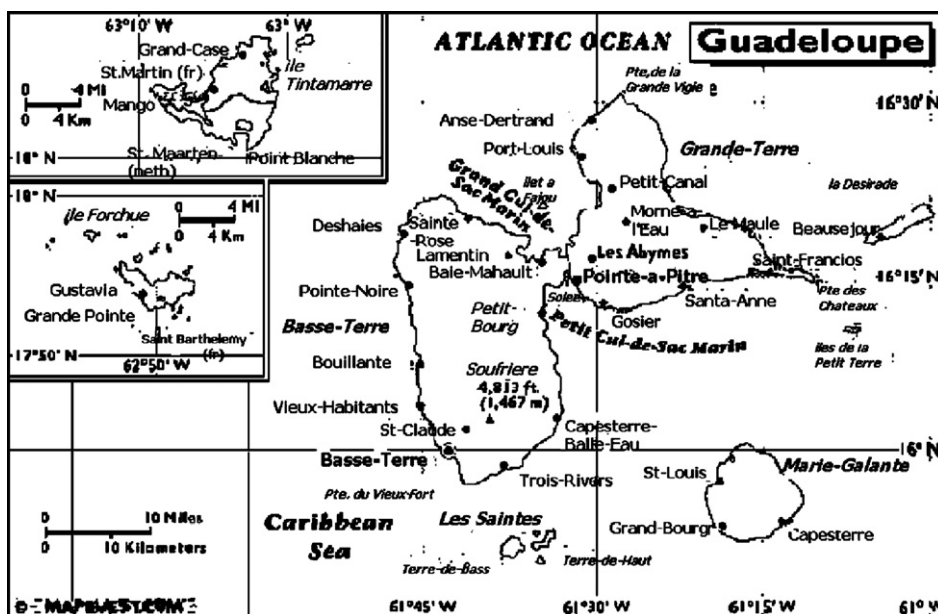 Guadeloupe
ATLANTIC OCEAN
63°10' W
63° W
Grand-Case
St.Martin (fr)
île
Tintamarre
Mango
0 4 MI
0 4 Km
18° N
St. Maarten
(neth.)
Point Blanche
18° N
île Forchue
0 4 MI
0 4 Km
Gustavia
Grande Pointe
Saint Barthelemy
(fr)
17°50' N
62°50' W
Pte. de la
Grande Vigie
16°30' N
Anse-Dertrand
Port-Louis
Grande-Terre
Grand Cul-de-
Sac Marin
ilet a
Fajou
Petit-Canal
Morne-a-
l'Eau
Le Maule
la Desirade
Beausejour
Deshaies
Sainte
-Rose
Lamentin
Baie-Mahault
Les Abymes
Saint-Francios
Pointe-a-Pitre
16°15' N
Pointe-Noire
Gosier
Santa-Anne
Pte des
Chateaux
Basse-Terre
Petit-
Bourg
Petit Cul-de-Sac Marin
iles de la
Petit Terre
Bouillante
Soufriere
4,813 ft.
(1,467 m)
Vieux-Habitants
St-Claude
Capesterre-
Balle-Eau
Basse-Terre
16° N
Trois-Rivers
St-Louis
Marie-Galante
Pte. du Vieux-Fort
Grand-Bourg
Capesterre
0 10 Miles
0 10 Kilometers
Caribbean
Sea
Les Saintes
Terre-de-Bass
Terre-de-Haut
61°45' W
61°30' W
61°15' W